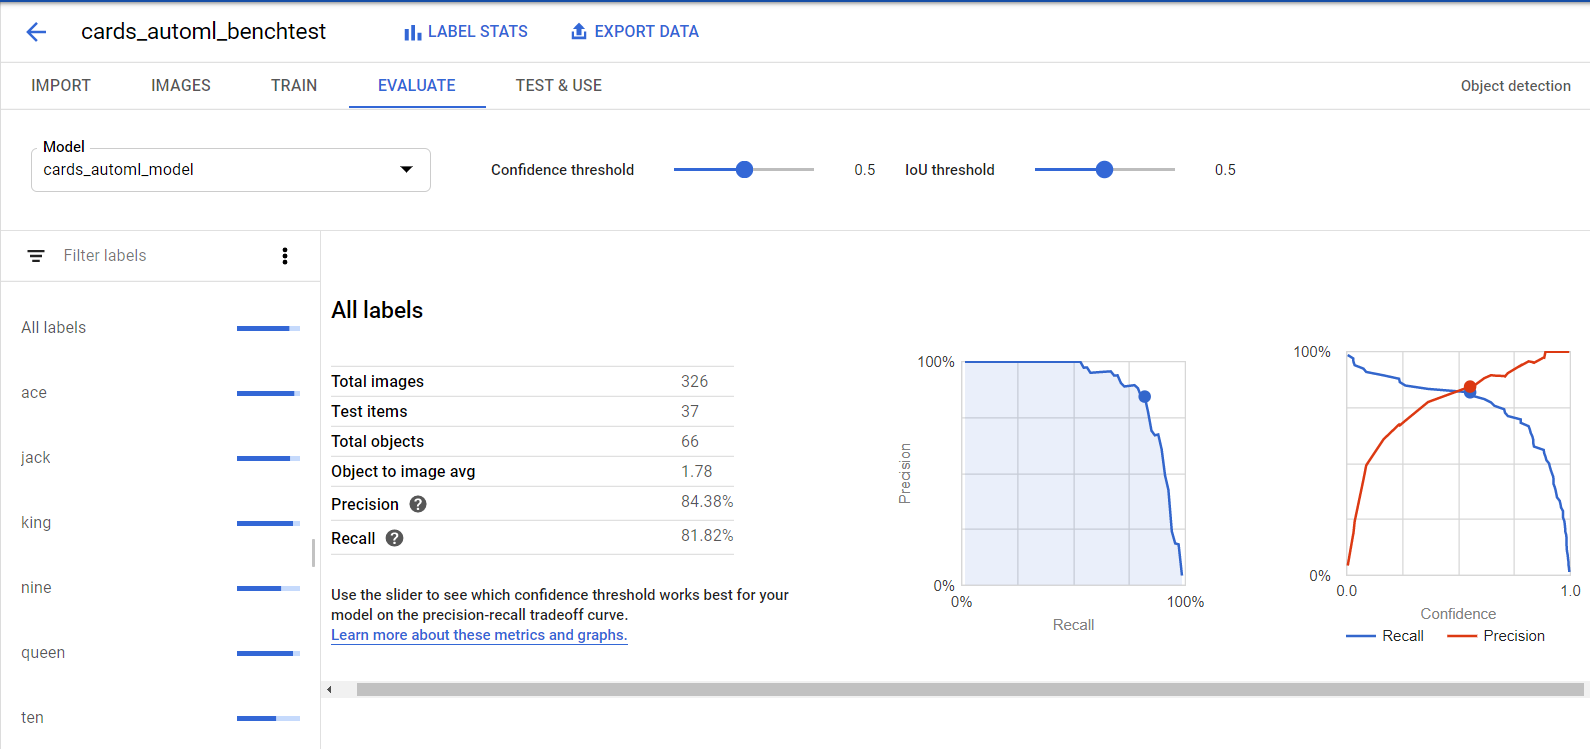 cards_automl_benchtest
LABEL STATS
EXPORT DATA
IMPORT
IMAGES
TRAIN
EVALUATE
TEST & USE
Object detection
Model
cards_automl_model
Confidence threshold
0.5
IoU threshold
0.5
Filter labels
All labels
ace
jack
king
nine
queen
ten
All labels
Total images 326
Test items 37
Total objects 66
Object to image avg 1.78
Precision ? 84.38%
Recall ? 81.82%
Use the slider to see which confidence threshold works best for your
model on the precision-recall tradeoff curve.
Learn more about these metrics and graphs.
100%
Precision
0%
0%
100%
Recall
100%
0%
0.0
1.0
Confidence
Recall
Precision